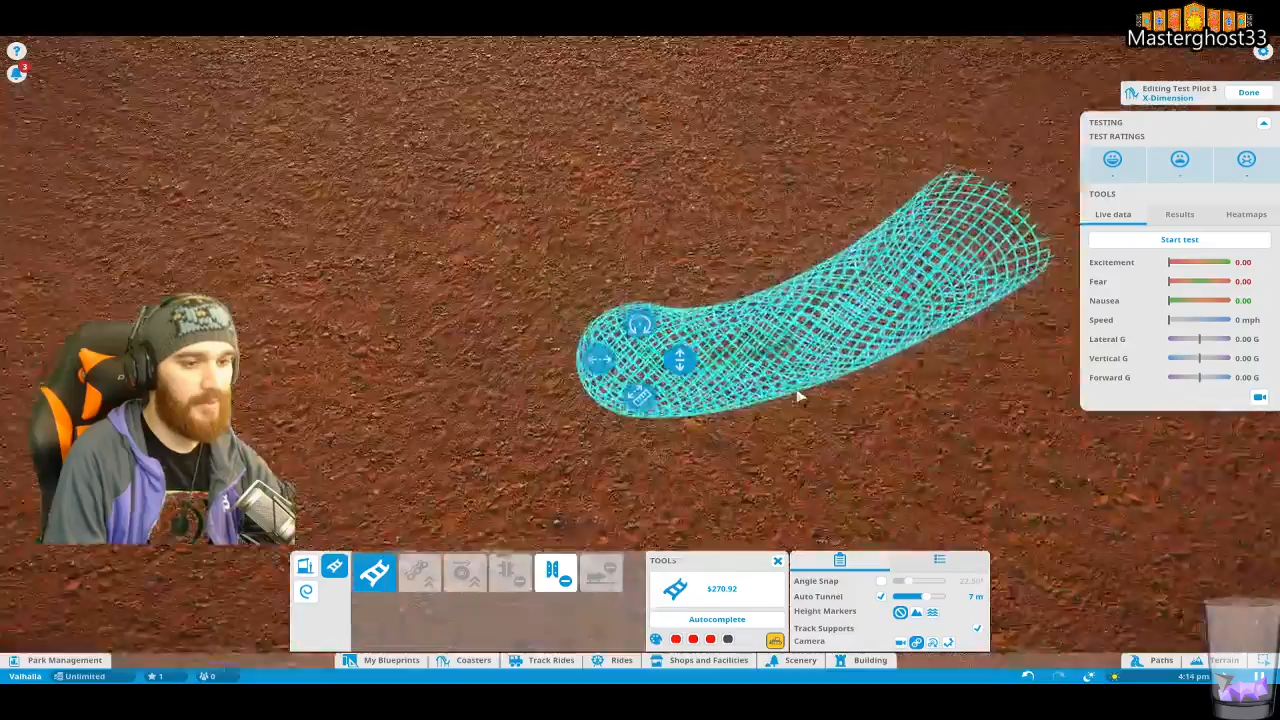 Masterghost33
?
3
Editing Test Pilot 3
X-Dimension
Done
TESTING
TEST RATINGS
-
-
-
TOOLS
Live data
Results
Heatmaps
Start test
Excitement 0.00
Fear 0.00
Nausea 0.00
Speed 0 mph
Lateral G 0.00 G
Vertical G 0.00 G
Forward G 0.00 G
TOOLS
$270.92
Autocomplete
Angle Snap 22.50°
Auto Tunnel 7 m
Height Markers
Track Supports
Camera
Park Management
My Blueprints
Coasters
Track Rides
Rides
Shops and Facilities
Scenery
Building
Paths
Terrain
Valhalla
Unlimited
1
0
4:14 pm